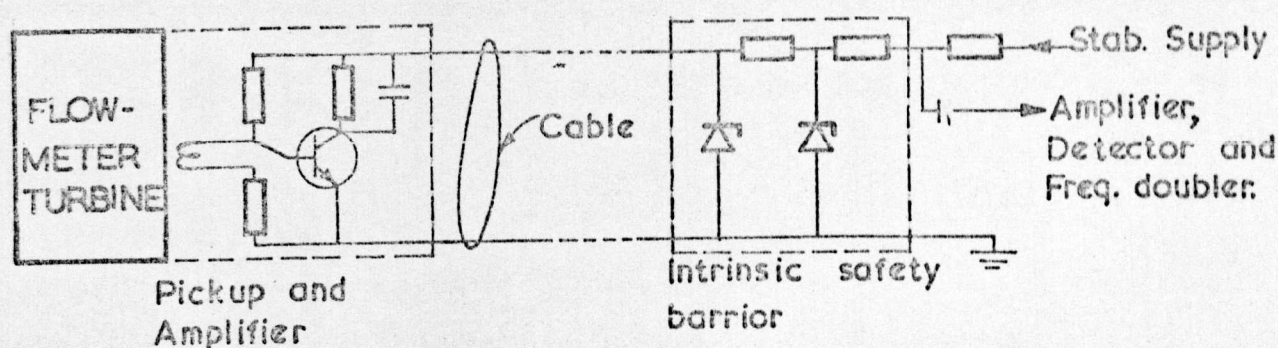 FLOW-
METER
TURBINE
Pickup and
Amplifier
Cable
Intrinsic safety
barrior
Stab. Supply
Amplifier,
Detector and
Freq. doubler.